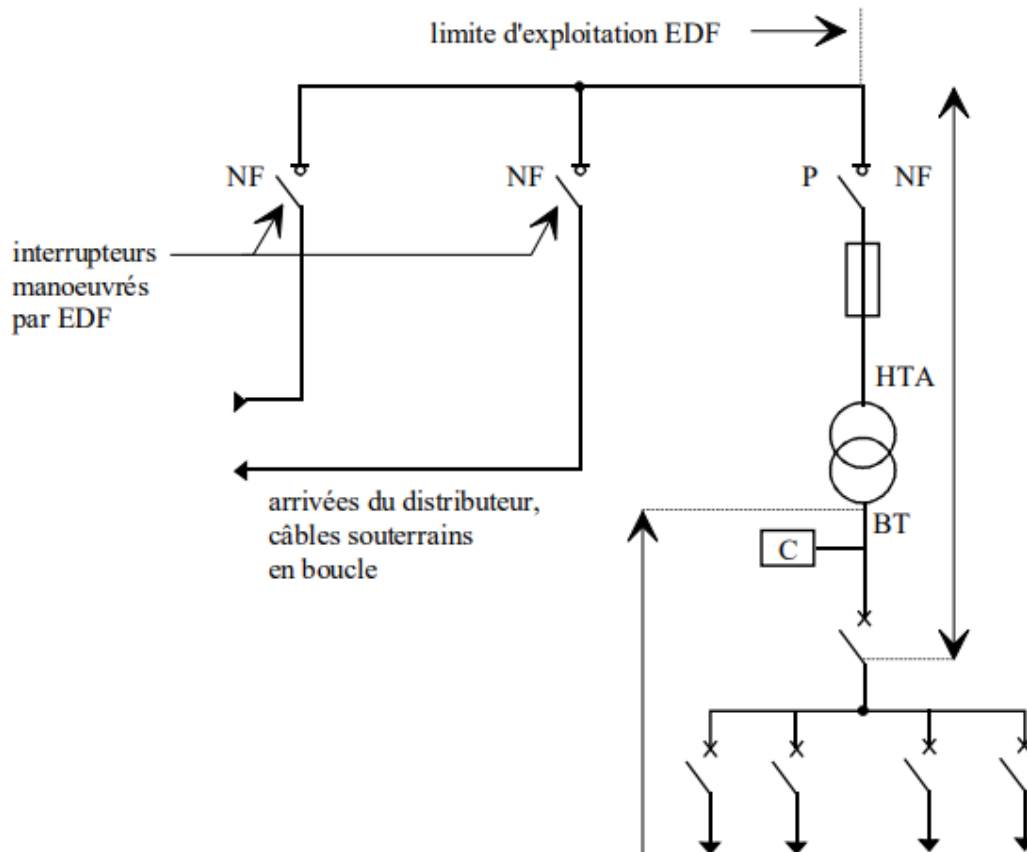 limite d'exploitation EDF
NF
NF
P
NF
interrupteurs
manoeuvrés
par EDF
HTA
arrivées du distributeur,
câbles souterrains
en boucle
BT
C